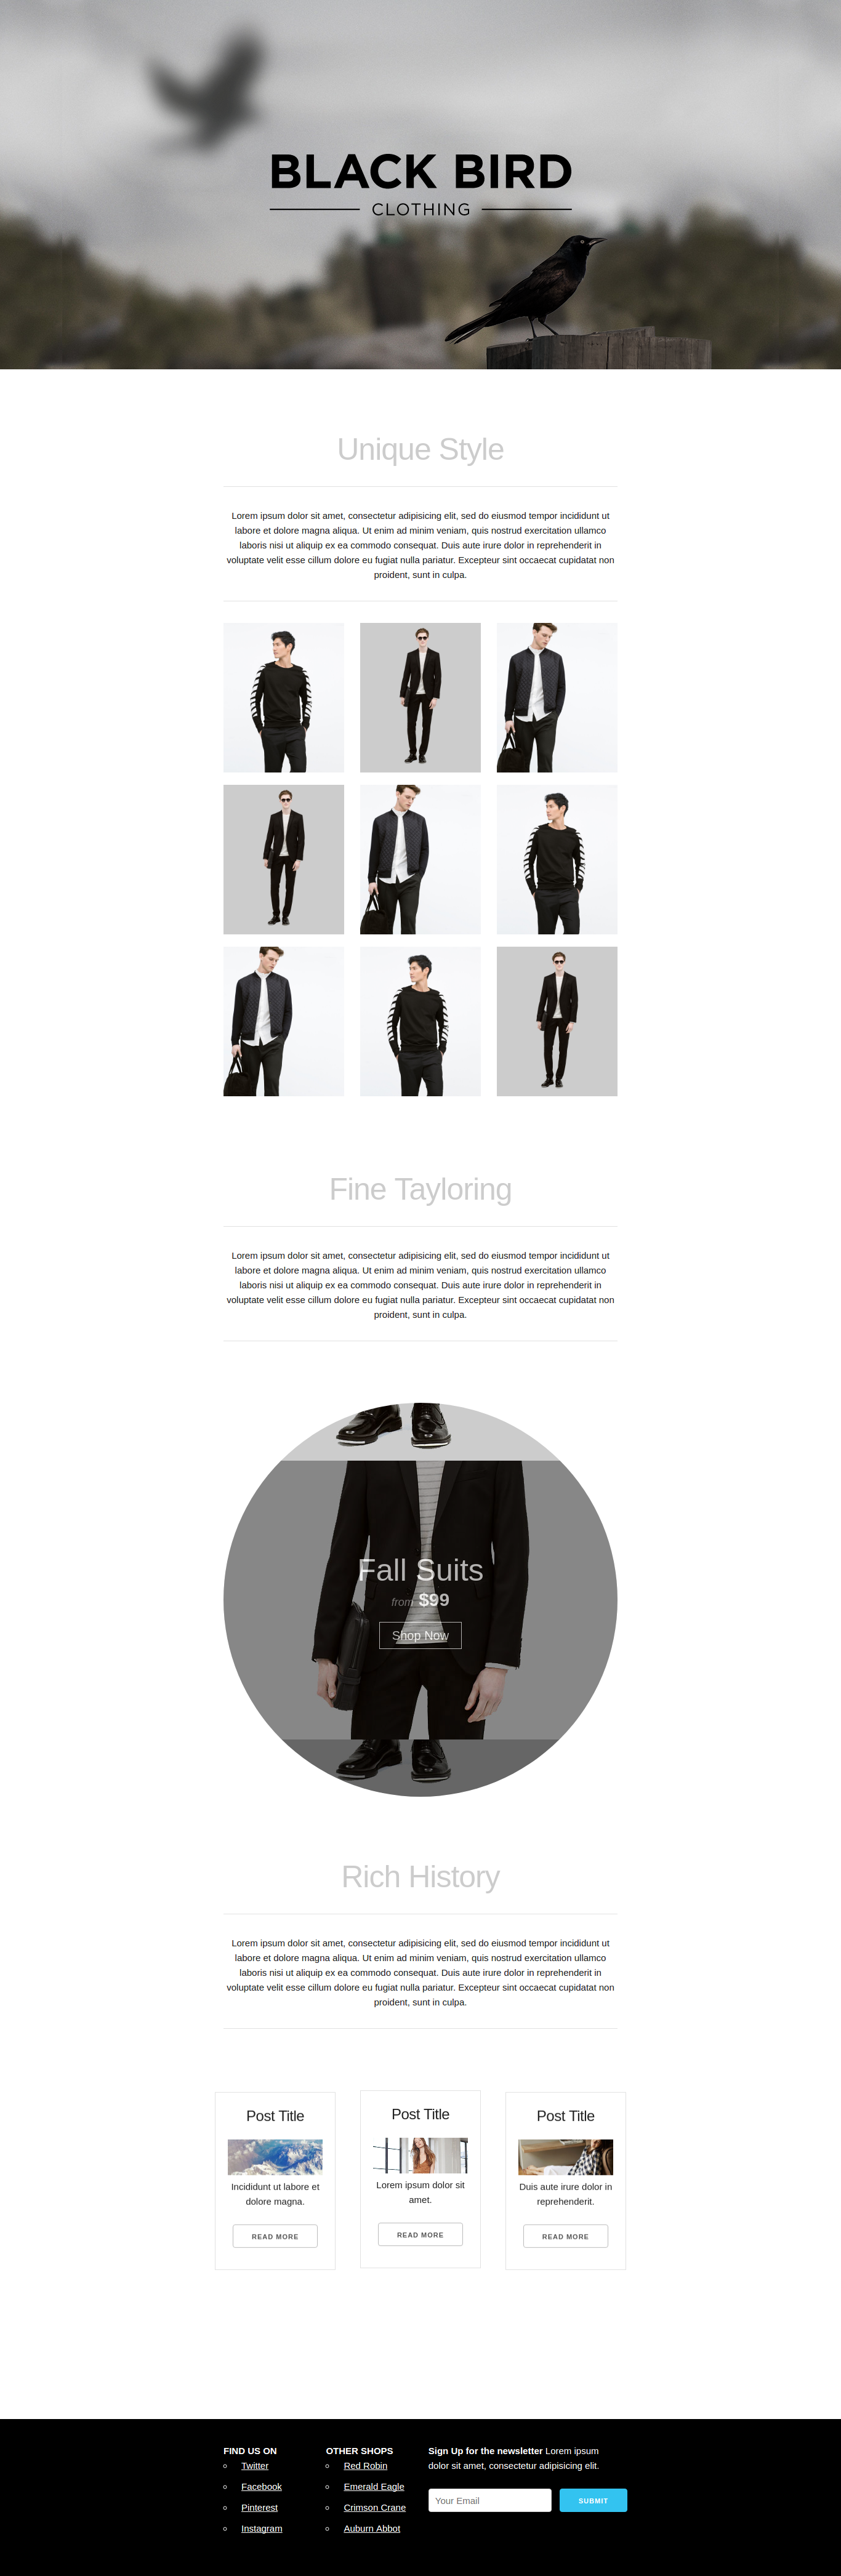 BLACK BIRD
CLOTHING
Unique Style
Lorem ipsum dolor sit amet, consectetur adipisicing elit, sed do eiusmod tempor incididunt ut
labore et dolore magna aliqua. Ut enim ad minim veniam, quis nostrud exercitation ullamco
laboris nisi ut aliquip ex ea commodo consequat. Duis aute irure dolor in reprehenderit in
voluptate velit esse cillum dolore eu fugiat nulla pariatur. Excepteur sint occaecat cupidatat non
proident, sunt in culpa.
Fine Tayloring
Lorem ipsum dolor sit amet, consectetur adipisicing elit, sed do eiusmod tempor incididunt ut
labore et dolore magna aliqua. Ut enim ad minim veniam, quis nostrud exercitation ullamco
laboris nisi ut aliquip ex ea commodo consequat. Duis aute irure dolor in reprehenderit in
voluptate velit esse cillum dolore eu fugiat nulla pariatur. Excepteur sint occaecat cupidatat non
proident, sunt in culpa.
Fall Suits
from $99
Shop Now
Rich History
Lorem ipsum dolor sit amet, consectetur adipisicing elit, sed do eiusmod tempor incididunt ut
labore et dolore magna aliqua. Ut enim ad minim veniam, quis nostrud exercitation ullamco
laboris nisi ut aliquip ex ea commodo consequat. Duis aute irure dolor in reprehenderit in
voluptate velit esse cillum dolore eu fugiat nulla pariatur. Excepteur sint occaecat cupidatat non
proident, sunt in culpa.
Post Title
Incididunt ut labore et
dolore magna.
READ MORE
Post Title
Lorem ipsum dolor sit
amet.
READ MORE
Post Title
Duis aute irure dolor in
reprehenderit.
READ MORE
FIND US ON
Twitter
Facebook
Pinterest
Instagram
OTHER SHOPS
Red Robin
Emerald Eagle
Crimson Crane
Auburn Abbot
Sign Up for the newsletter Lorem ipsum
dolor sit amet, consectetur adipisicing elit.
Your Email
SUBMIT